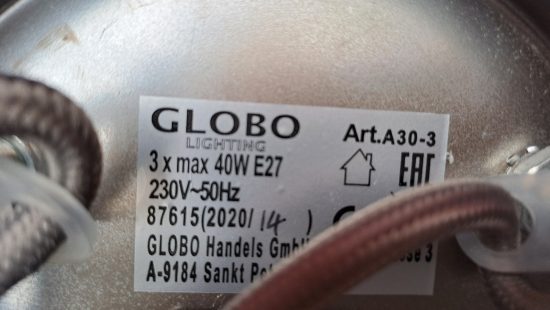 GLOBO
LIGHTING
Art.A30-3
3 x max 40W E27
EAC
230V~50Hz
87615(2020/14 )
GLOBO Handels 3
A-9184 Sankt